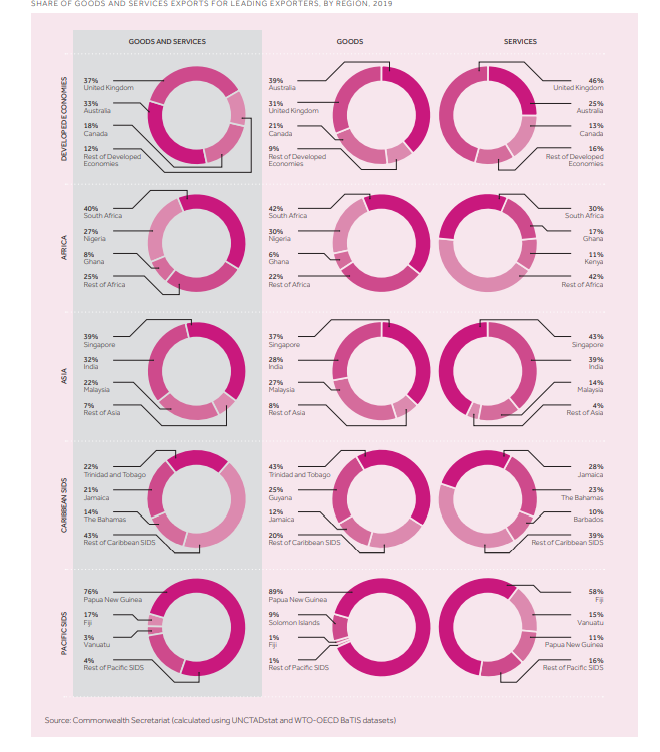 SHARE OF GOODS AND SERVICES EXPORTS FOR LEADING EXPORTERS, BY REGION, 2019
GOODS AND SERVICES
GOODS
SERVICES
DEVELOPED ECONOMIES
37%
United Kingdom
33%
Australia
18%
Canada
12%
Rest of Developed
Economies
39%
Australia
31%
United Kingdom
21%
Canada
9%
Rest of Developed
Economies
46%
United Kingdom
25%
Australia
13%
Canada
16%
Rest of Developed
Economies
AFRICA
40%
South Africa
27%
Nigeria
8%
Ghana
25%
Rest of Africa
42%
South Africa
30%
Nigeria
6%
Ghana
22%
Rest of Africa
30%
South Africa
17%
Ghana
11%
Kenya
42%
Rest of Africa
ASIA
39%
Singapore
32%
India
22%
Malaysia
7%
Rest of Asia
37%
Singapore
28%
India
27%
Malaysia
8%
Rest of Asia
43%
Singapore
39%
India
14%
Malaysia
4%
Rest of Asia
CARIBBEAN SIDS
22%
Trinidad and Tobago
21%
Jamaica
14%
The Bahamas
43%
Rest of Caribbean SIDS
43%
Trinidad and Tobago
25%
Guyana
12%
Jamaica
20%
Rest of Caribbean SIDS
28%
Jamaica
23%
The Bahamas
10%
Barbados
39%
Rest of Caribbean SIDS
PACIFIC SIDS
76%
Papua New Guinea
17%
Fiji
3%
Vanuatu
4%
Rest of Pacific SIDS
89%
Papua New Guinea
9%
Solomon Islands
1%
Fiji
1%
Rest of Pacific SIDS
58%
Fiji
15%
Vanuatu
11%
Papua New Guinea
16%
Rest of Pacific SIDS
Source: Commonwealth Secretariat (calculated using UNCTADstat and WTO-OECD BaTIS datasets)